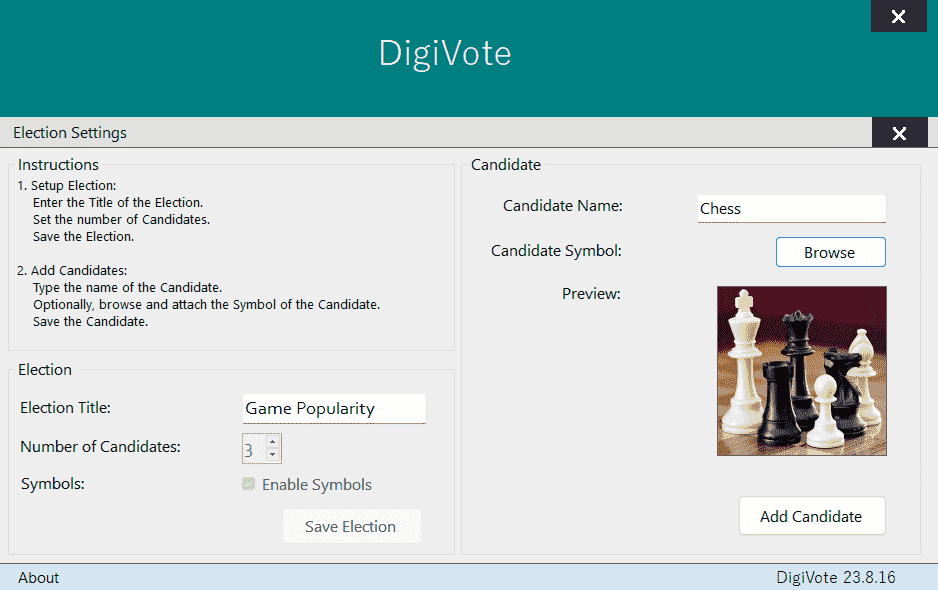 DigiVote
Election Settings
Instructions
1. Setup Election:
Enter the Title of the Election.
Set the number of Candidates.
Save the Election.
2. Add Candidates:
Type the name of the Candidate.
Optionally, browse and attach the Symbol of the Candidate.
Save the Candidate.
Election
Election Title: Game Popularity
Number of Candidates: 3
Symbols: Enable Symbols
Save Election
Candidate
Candidate Name: Chess
Candidate Symbol: Browse
Preview:
Add Candidate
About
DigiVote 23.8.16